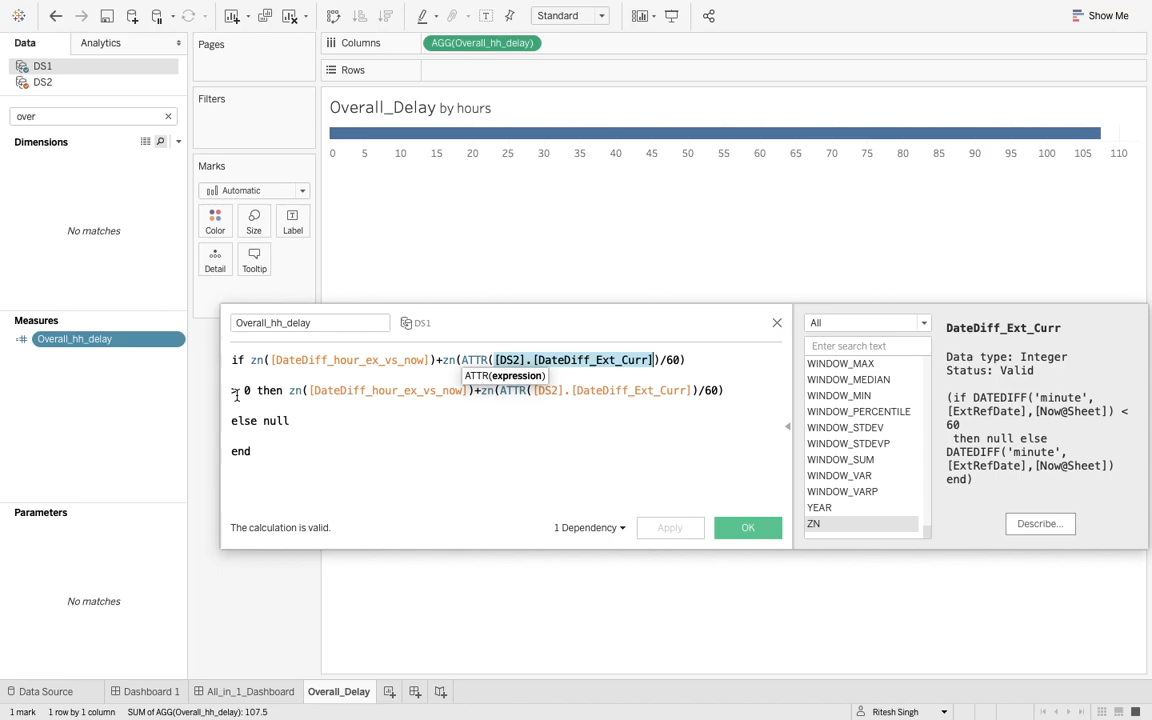 Standard
Show Me
Data
Analytics
DS1
DS2
over
Dimensions
No matches
Measures
Overall_hh_delay
Parameters
No matches
Pages
Filters
Marks
Automatic
Color
Size
Label
Detail
Tooltip
Columns
AGG(Overall_hh_delay)
Rows
Overall_Delay by hours
0 5 10 15 20 25 30 35 40 45 50 55 60 65 70 75 80 85 90 95 100 105 110
Overall_hh_delay
DS1
if zn([DateDiff_hour_ex_vs_now])+zn(ATTR([DS2].[DateDiff_Ext_Curr])/60)
ATTR(expression)
> 0 then zn([DateDiff_hour_ex_vs_now])+zn(ATTR([DS2].[DateDiff_Ext_Curr])/60)
else null
end
The calculation is valid.
1 Dependency
Apply
OK
All
Enter search text
WINDOW_MAX
WINDOW_MEDIAN
WINDOW_MIN
WINDOW_PERCENTILE
WINDOW_STDEV
WINDOW_STDEVP
WINDOW_SUM
WINDOW_VAR
WINDOW_VARP
YEAR
ZN
DateDiff_Ext_Curr
Data type: Integer
Status: Valid
(if DATEDIFF('minute',
[ExtRefDate],[Now@Sheet]) <
60
then null else
DATEDIFF('minute',
[ExtRefDate],[Now@Sheet])
end)
Describe...
Data Source
Dashboard 1
All_in_1_Dashboard
Overall_Delay
1 mark
1 row by 1 column
SUM of AGG(Overall_hh_delay): 107.5
Ritesh Singh